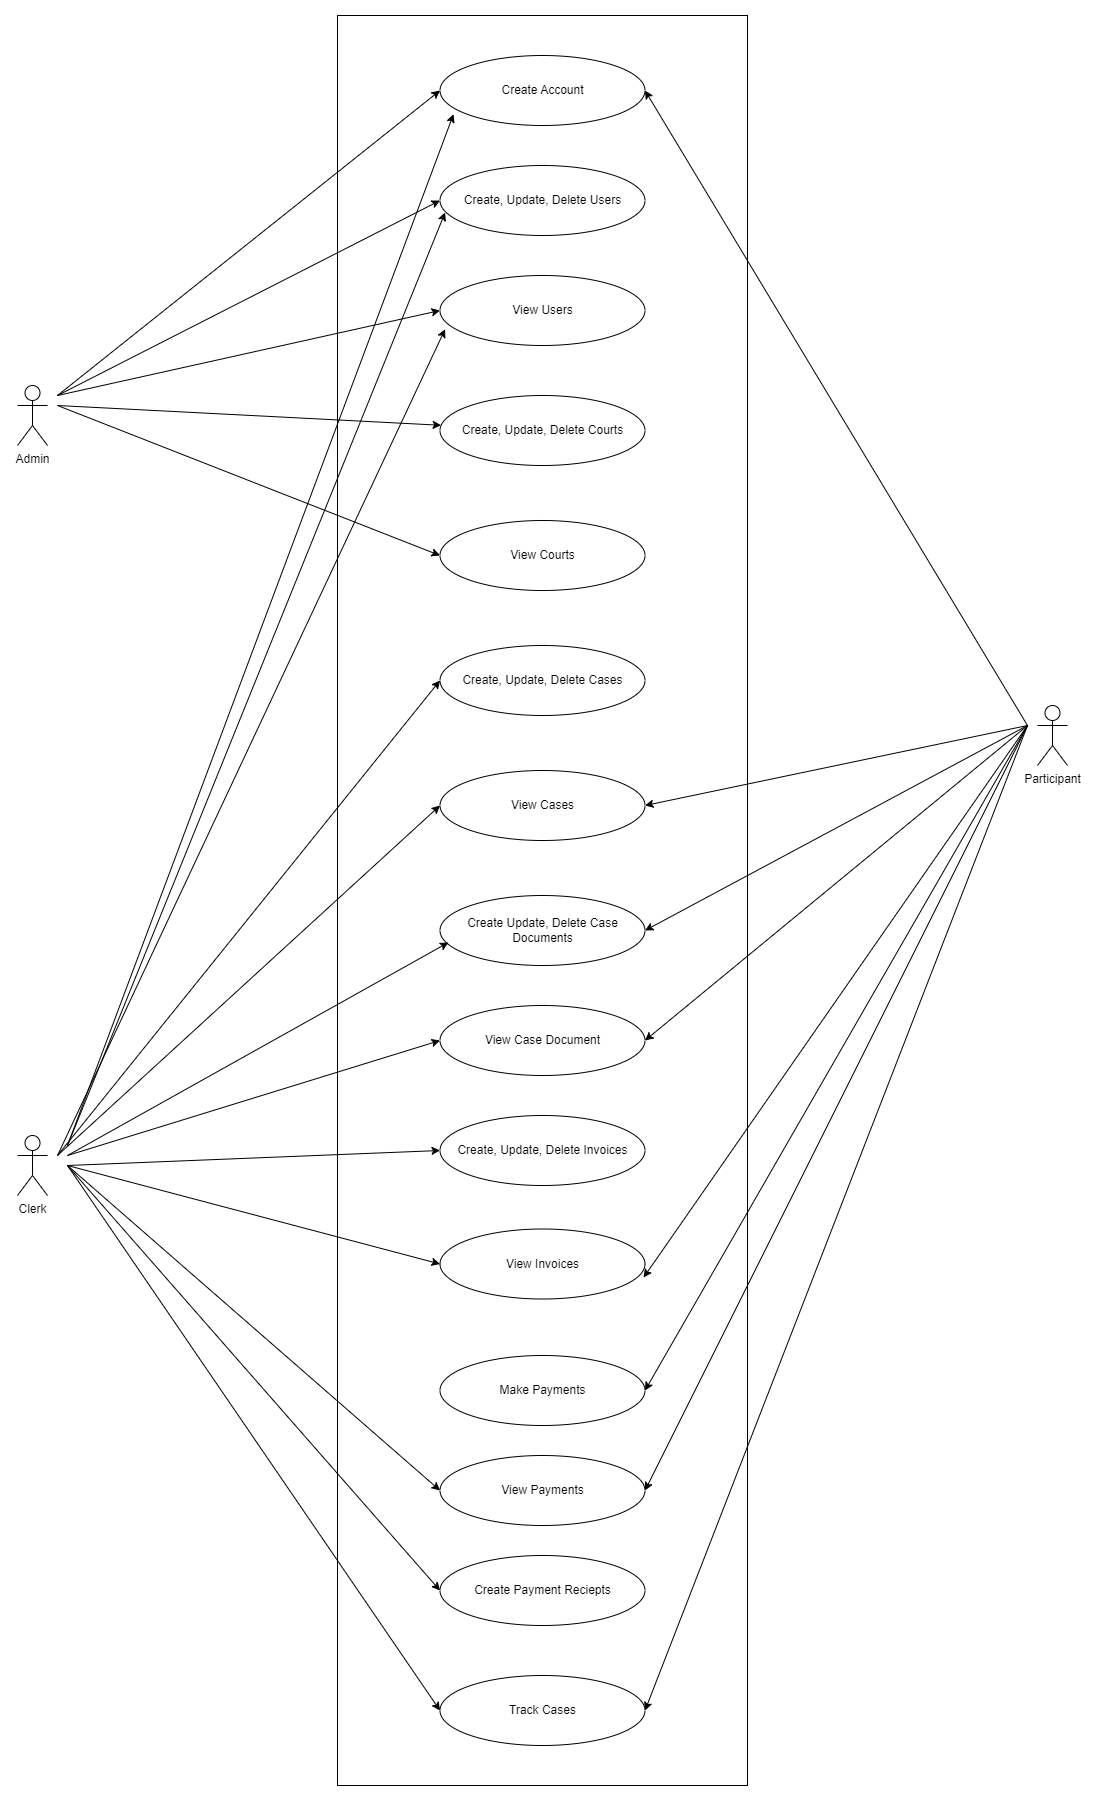 Create Account
Create, Update, Delete Users
View Users
Admin
Create, Update, Delete Courts
View Courts
Create, Update, Delete Cases
Participant
View Cases
Create Update, Delete Case
Documents
View Case Document
Clerk
Create, Update, Delete Invoices
View Invoices
Make Payments
View Payments
Create Payment Reciepts
Track Cases